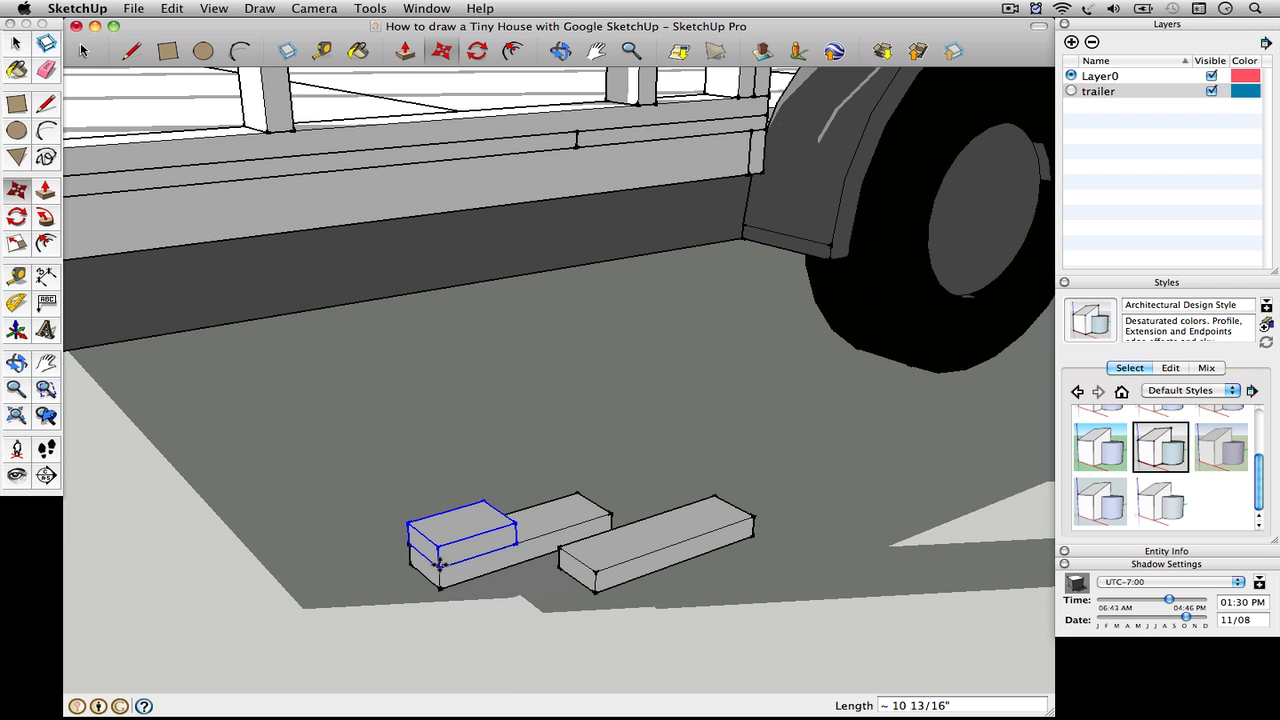 SketchUp File Edit View Draw Camera Tools Window Help
How to draw a Tiny House with Google SketchUp – SketchUp Pro
Layers
Name Visible Color
Layer0
trailer
Styles
Architectural Design Style
Desaturated colors. Profile,
Extension and Endpoints
Select Edit Mix
Default Styles
Entity Info
Shadow Settings
UTC-7:00
Time: 01:30 PM
06:43 AM 04:46 PM
Date: 11/08
J F M A M J J A S O N D
ABC
A
Length ~ 10 13/16"